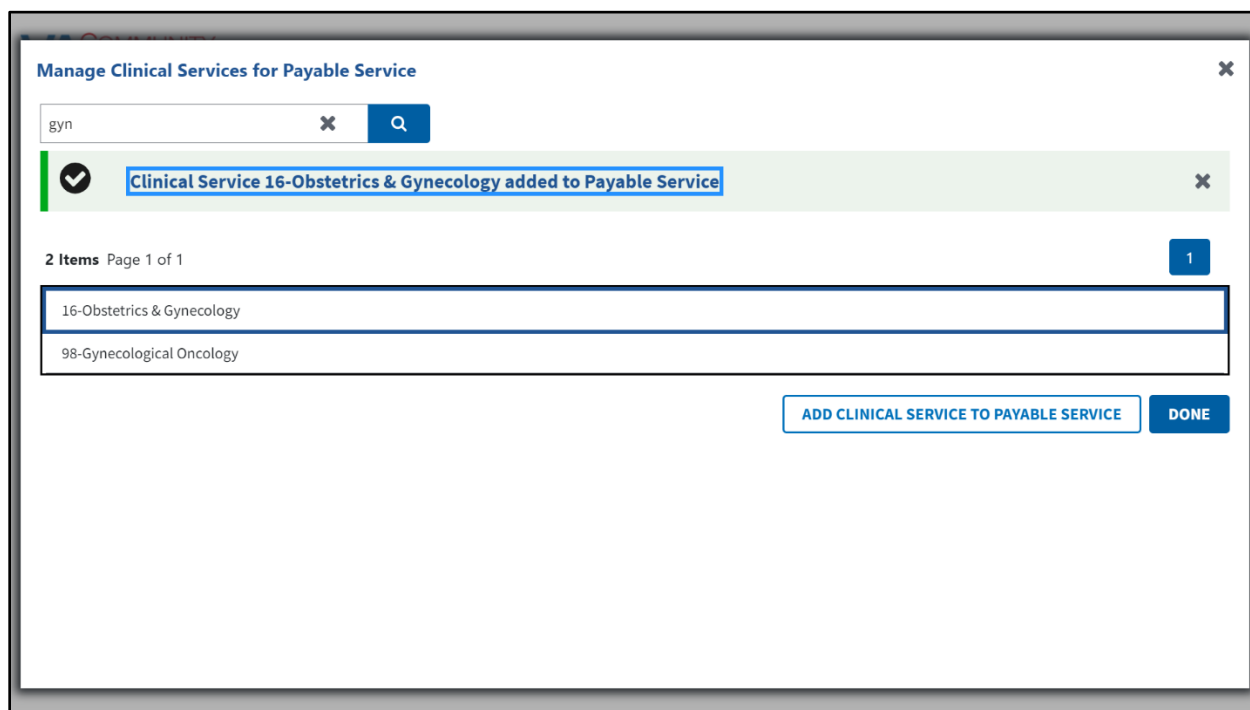 Manage Clinical Services for Payable Service
gyn
Clinical Service 16-Obstetrics & Gynecology added to Payable Service
2 Items Page 1 of 1
1
16-Obstetrics & Gynecology
98-Gynecological Oncology
ADD CLINICAL SERVICE TO PAYABLE SERVICE
DONE